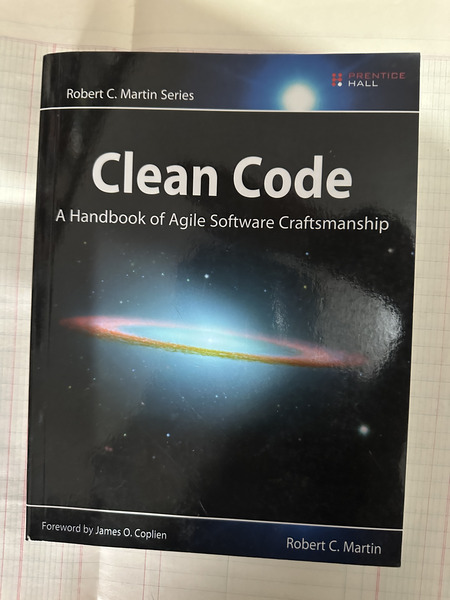 PRENTICE
HALL
Robert C. Martin Series
Clean Code
A Handbook of Agile Software Craftsmanship
Foreword by James O. Coplien
Robert C. Martin